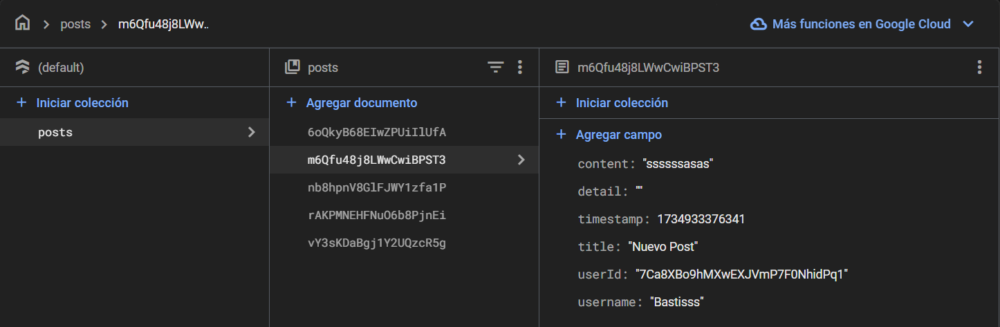 posts m6Qfu48j8LWw.. Más funciones en Google Cloud
(default)
Iniciar colección
posts
posts
Agregar documento
6oQkyB68EIwZPUiIlUfA
m6Qfu48j8LWwCwiBPST3
nb8hpnV8GlFJWY1zfa1P
rAKPMNEHFNuO6b8PjnEi
vY3sKDaBgj1Y2UQzcR5g
m6Qfu48j8LWwCwiBPST3
Iniciar colección
Agregar campo
content: "ssssssasas"
detail: ""
timestamp: 1734933376341
title: "Nuevo Post"
userId: "7Ca8XBo9hMXwEXJVmP7F0NhidPq1"
username: "Bastisss"